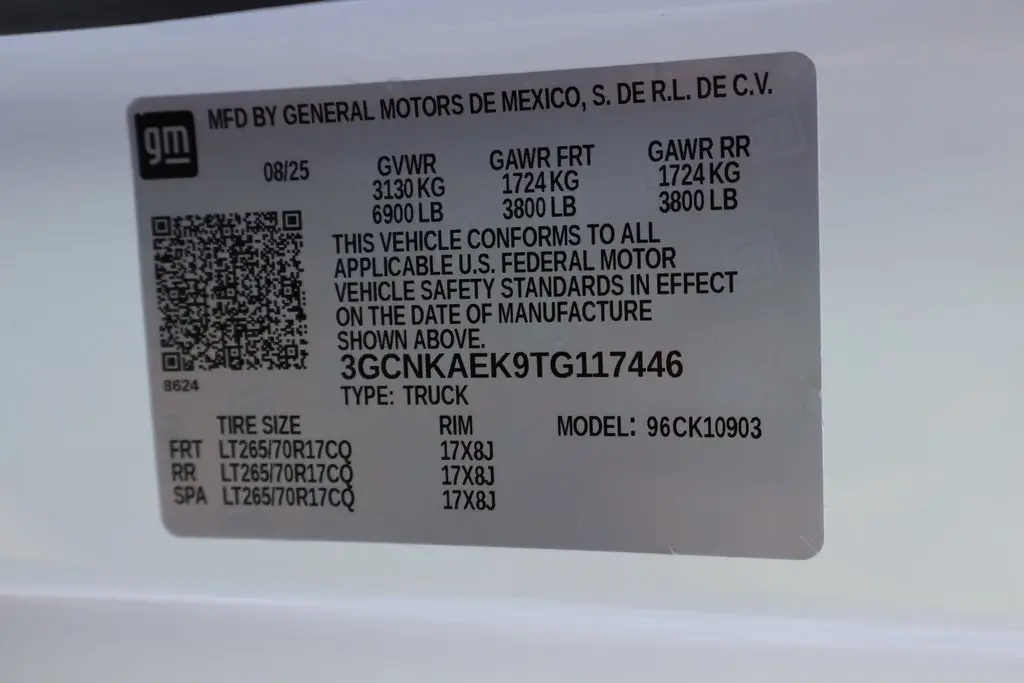 gm
MFD BY GENERAL MOTORS DE MEXICO, S. DE R.L. DE C.V.
08/25
GVWR
3130 KG
6900 LB
GAWR FRT
1724 KG
3800 LB
GAWR RR
1724 KG
3800 LB
THIS VEHICLE CONFORMS TO ALL
APPLICABLE U.S. FEDERAL MOTOR
VEHICLE SAFETY STANDARDS IN EFFECT
ON THE DATE OF MANUFACTURE
SHOWN ABOVE.
3GCNKAEK9TG117446
8624
TYPE: TRUCK
TIRE SIZE RIM MODEL: 96CK10903
FRT LT265/70R17CQ 17X8J
RR LT265/70R17CQ 17X8J
SPA LT265/70R17CQ 17X8J